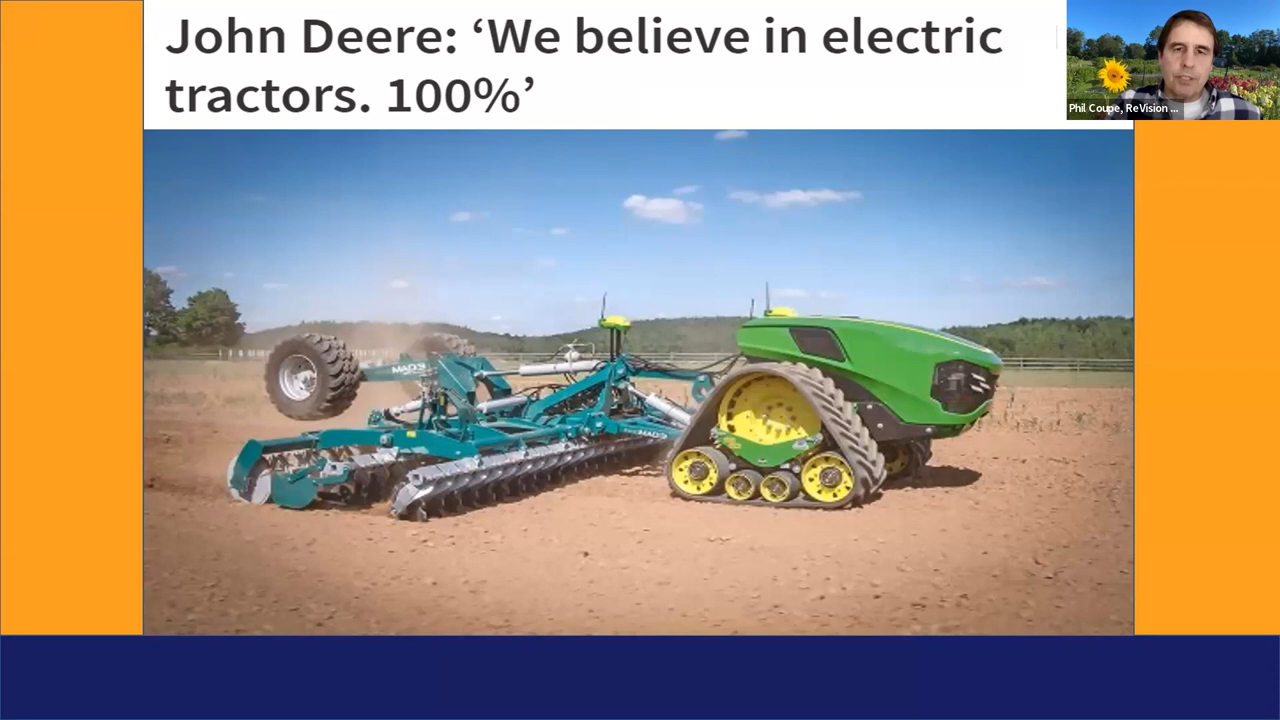 John Deere: ‘We believe in electric
tractors. 100%’
Phil Coupe, ReVision ...